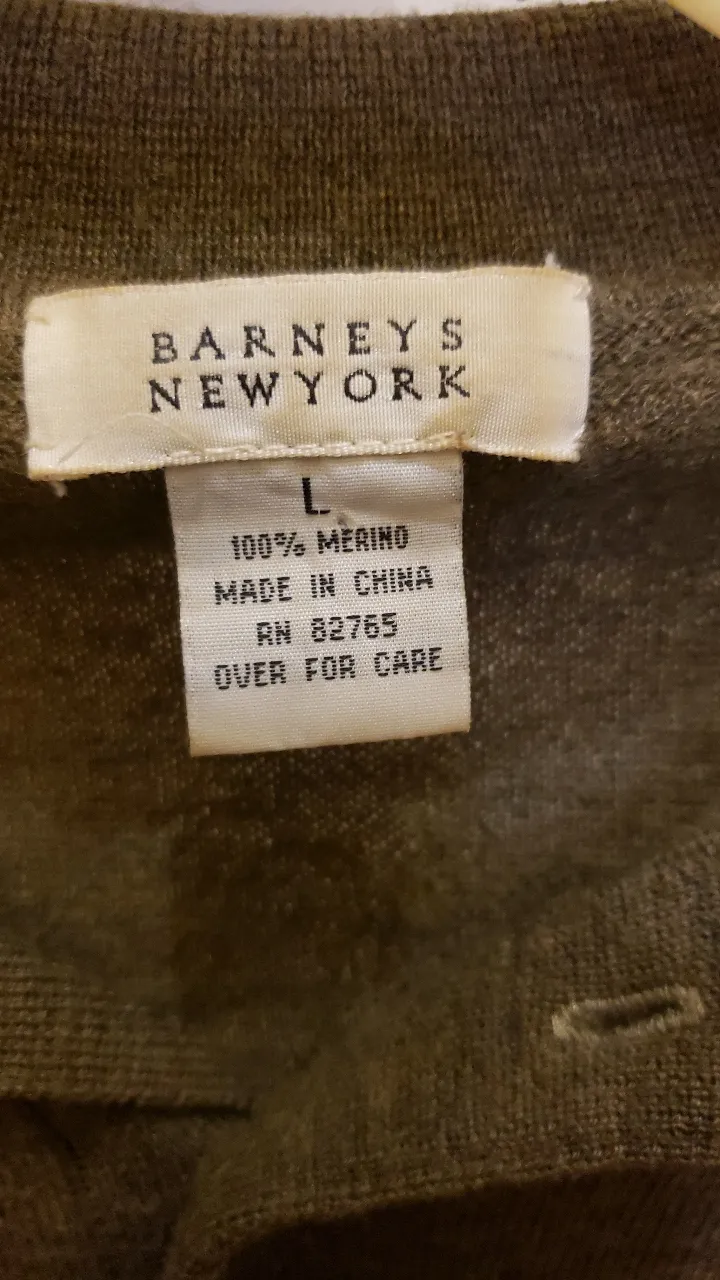 BARNEYS
NEWYORK
L
100% MERINO
MADE IN CHINA
RN 82765
OVER FOR CARE